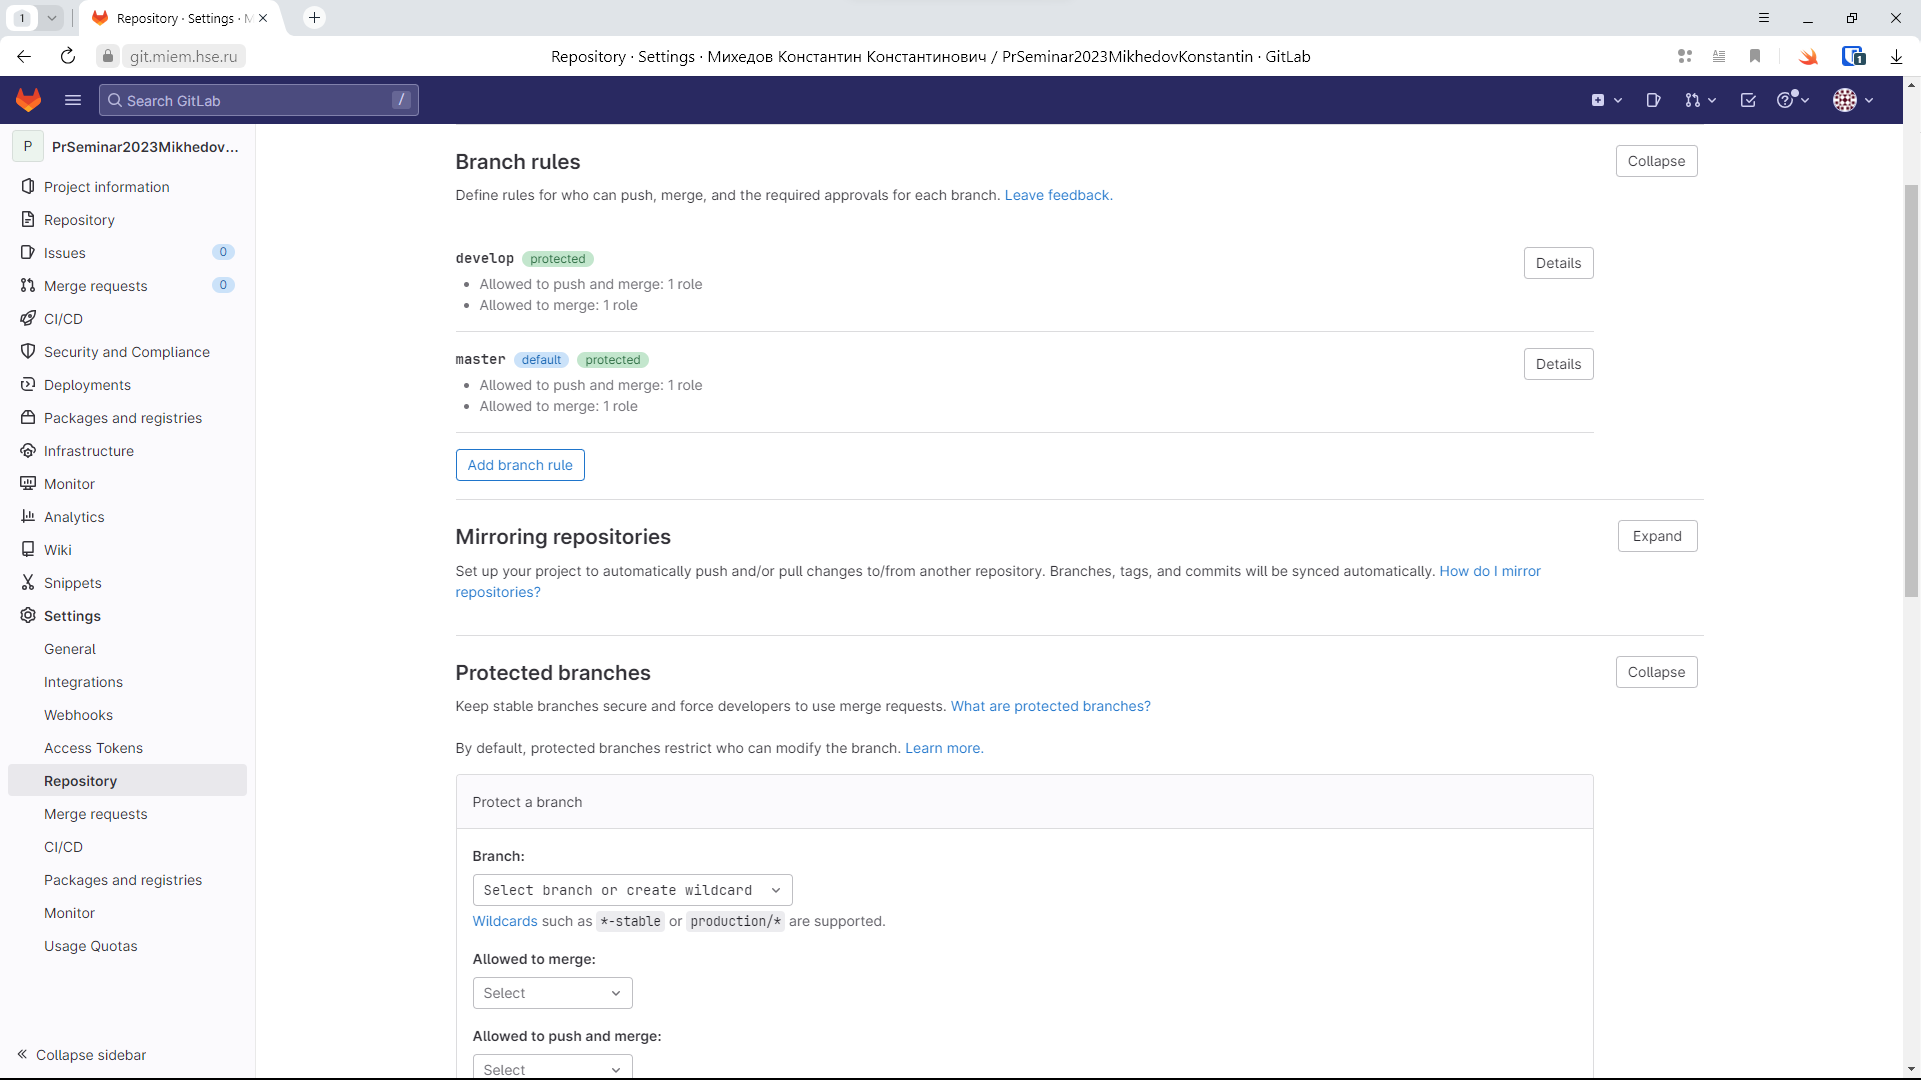 1
Repository · Settings · М
git.miem.hse.ru
Repository · Settings · Михедов Константин Константинович / PrSeminar2023MikhedovKonstantin · GitLab
1
Search GitLab /
P PrSeminar2023Mikhedov...
Project information
Repository
Issues 0
Merge requests 0
CI/CD
Security and Compliance
Deployments
Packages and registries
Infrastructure
Monitor
Analytics
Wiki
Snippets
Settings
General
Integrations
Webhooks
Access Tokens
Repository
Merge requests
CI/CD
Packages and registries
Monitor
Usage Quotas
Collapse sidebar
Branch rules
Collapse
Define rules for who can push, merge, and the required approvals for each branch. Leave feedback.
develop protected
Details
Allowed to push and merge: 1 role
Allowed to merge: 1 role
master default protected
Details
Allowed to push and merge: 1 role
Allowed to merge: 1 role
Add branch rule
Mirroring repositories
Expand
Set up your project to automatically push and/or pull changes to/from another repository. Branches, tags, and commits will be synced automatically. How do I mirror
repositories?
Protected branches
Collapse
Keep stable branches secure and force developers to use merge requests. What are protected branches?
By default, protected branches restrict who can modify the branch. Learn more.
Protect a branch
Branch:
Select branch or create wildcard
Wildcards such as *-stable or production/* are supported.
Allowed to merge:
Select
Allowed to push and merge:
Select